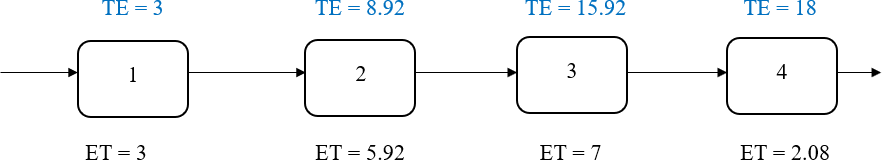 TE = 3 TE = 8.92 TE = 15.92 TE = 18
1 2 3 4
ET = 3 ET = 5.92 ET = 7 ET = 2.08